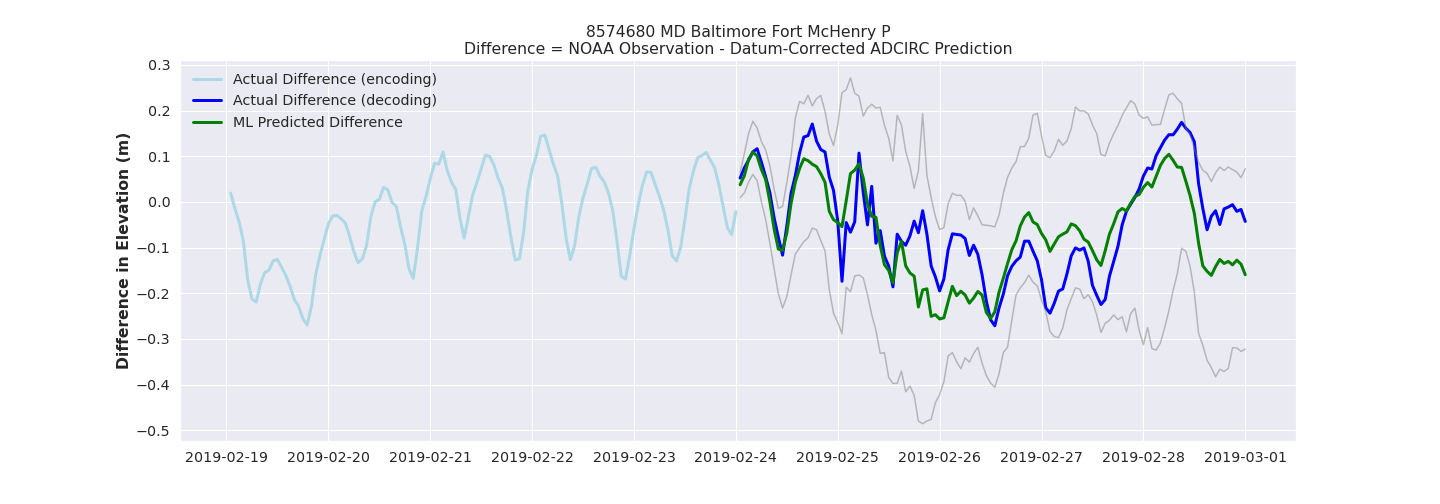 8574680 MD Baltimore Fort McHenry P
Difference = NOAA Observation - Datum-Corrected ADCIRC Prediction
Actual Difference (encoding)
Actual Difference (decoding)
ML Predicted Difference
Difference in Elevation (m)
0.3
0.2
0.1
0.0
−0.1
−0.2
−0.3
−0.4
−0.5
2019-02-19 2019-02-20 2019-02-21 2019-02-22 2019-02-23 2019-02-24 2019-02-25 2019-02-26 2019-02-27 2019-02-28 2019-03-01